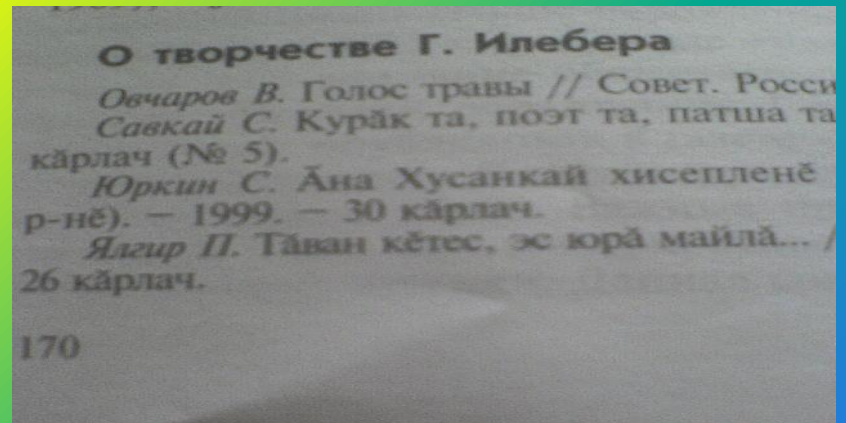 О творчестве Г. Илебера
Овчаров В. Голос травы // Совет. Росси
Савкай С. Курăк та, поэт та, патша та
кăрлач (№ 5).
Юркин С. Ăна Хусанкай хисепленĕ
р-нĕ). — 1999. — 30 кăрлач.
Ялгир П. Тăван кĕтес, эс юрă майлă... /
26 кăрлач.
170